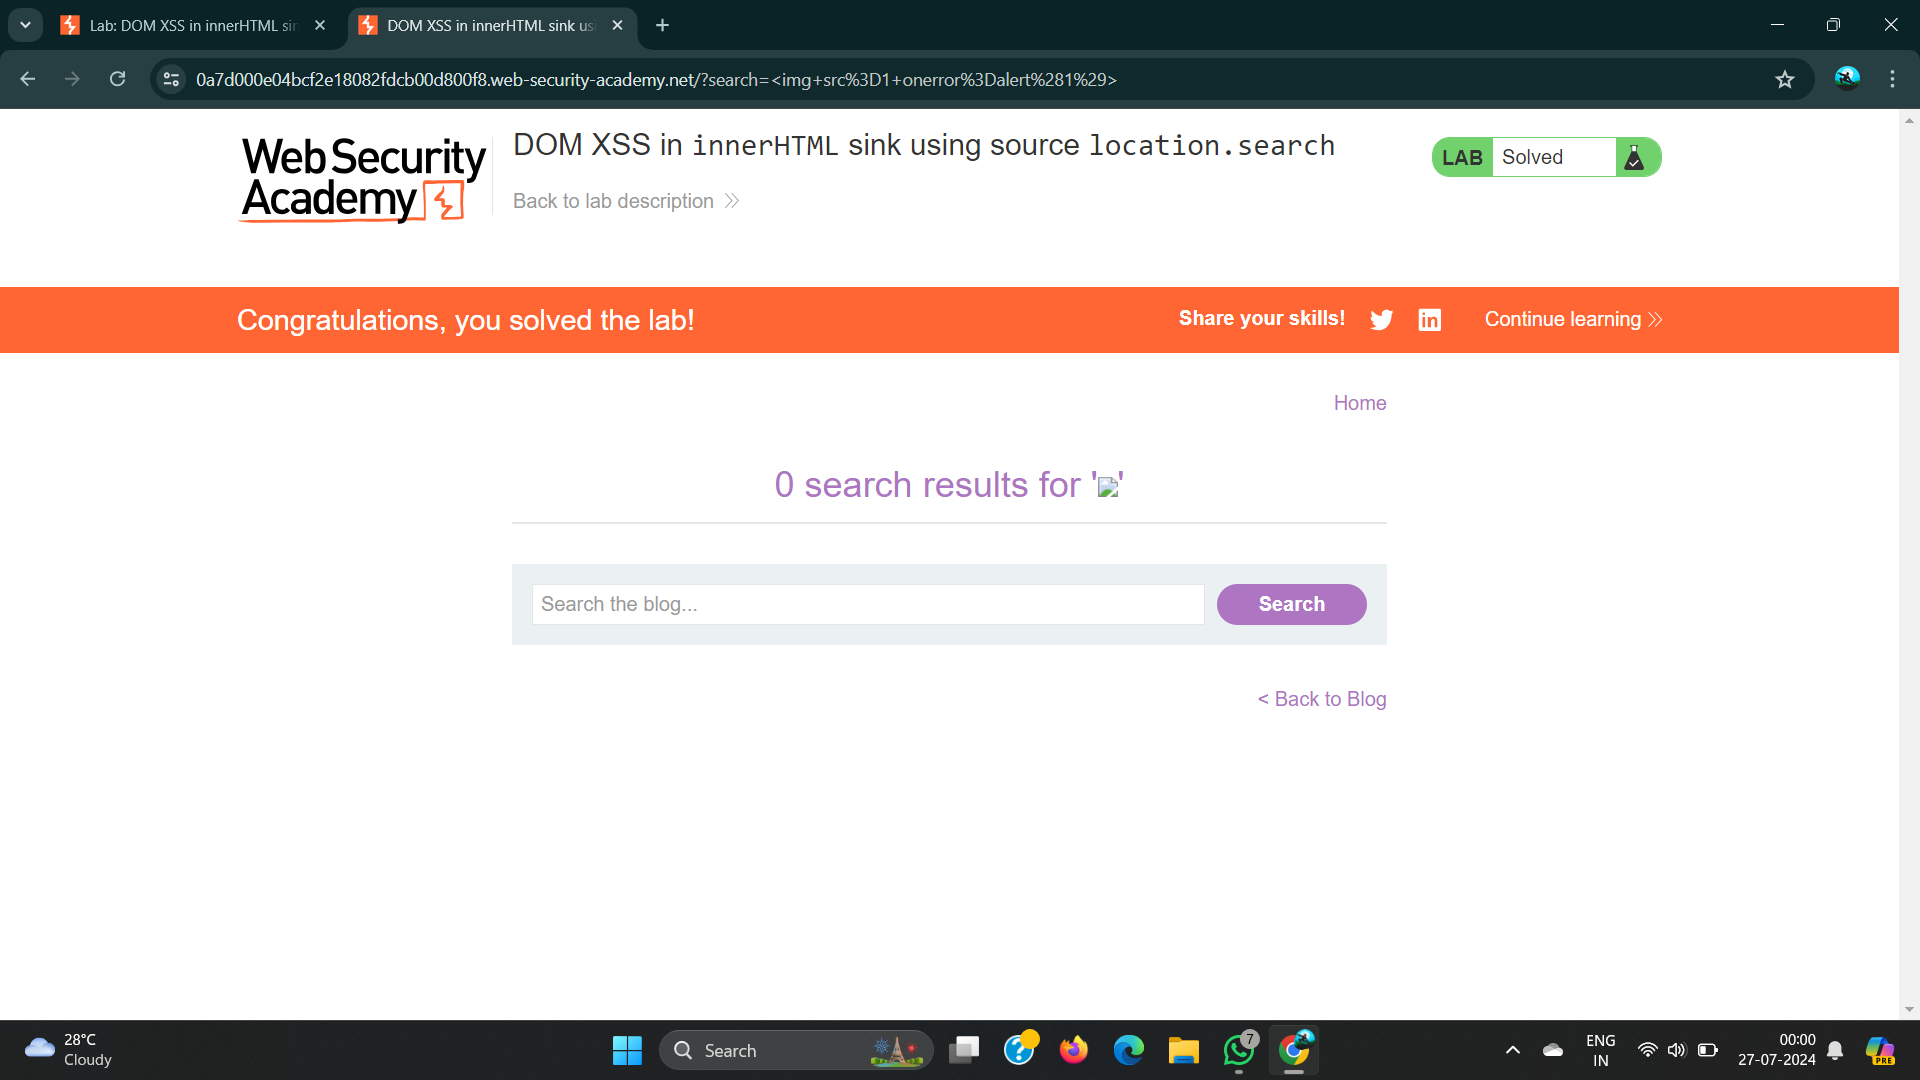 Lab: DOM XSS in innerHTML sin
DOM XSS in innerHTML sink us
0a7d000e04bcf2e18082fdcb00d800f8.web-security-academy.net/?search=<img+src%3D1+onerror%3Dalert%281%29>
Web Security
Academy
DOM XSS in innerHTML sink using source location.search
Back to lab description
LAB Solved
Congratulations, you solved the lab!
Share your skills!
in
Continue learning
Home
0 search results for ''
Search the blog...
Search
< Back to Blog
28°C
Cloudy
Search
7
PRE
ENG
IN
00:00
27-07-2024